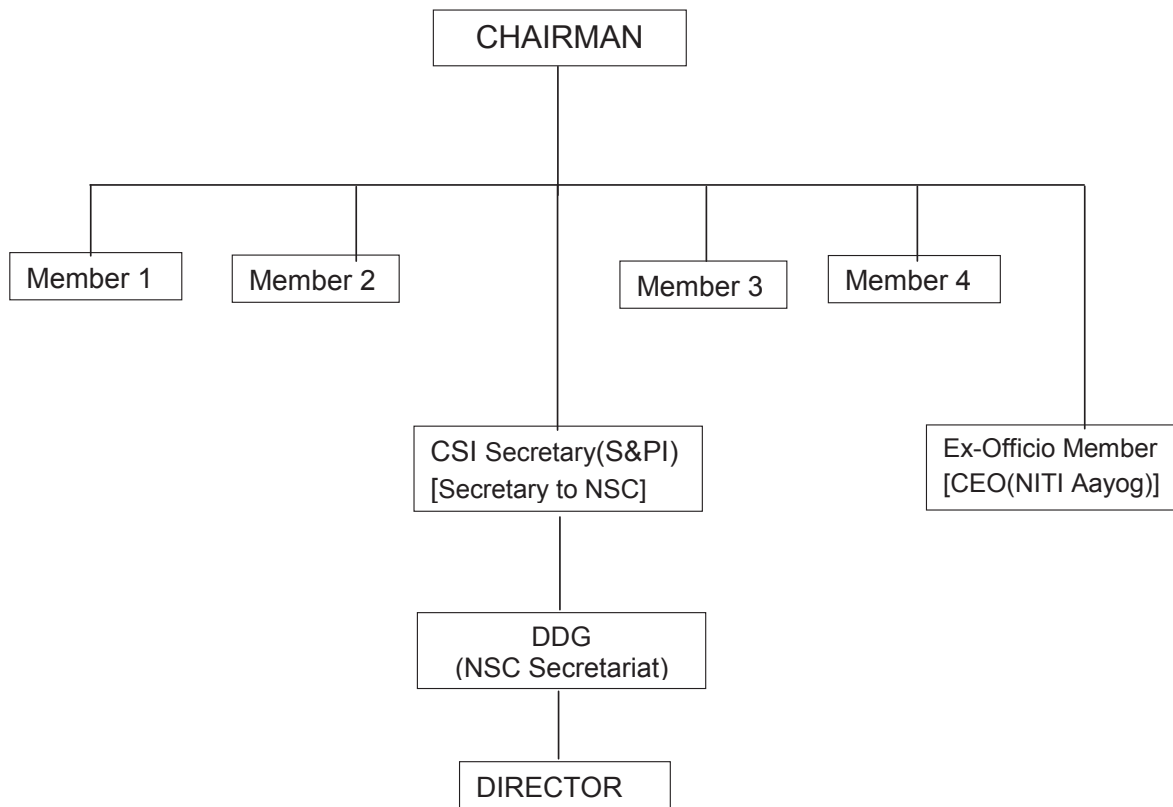 CHAIRMAN
Member 1
Member 2
Member 3
Member 4
CSI Secretary(S&PI)
[Secretary to NSC]
Ex-Officio Member
[CEO(NITI Aayog)]
DDG
(NSC Secretariat)
DIRECTOR